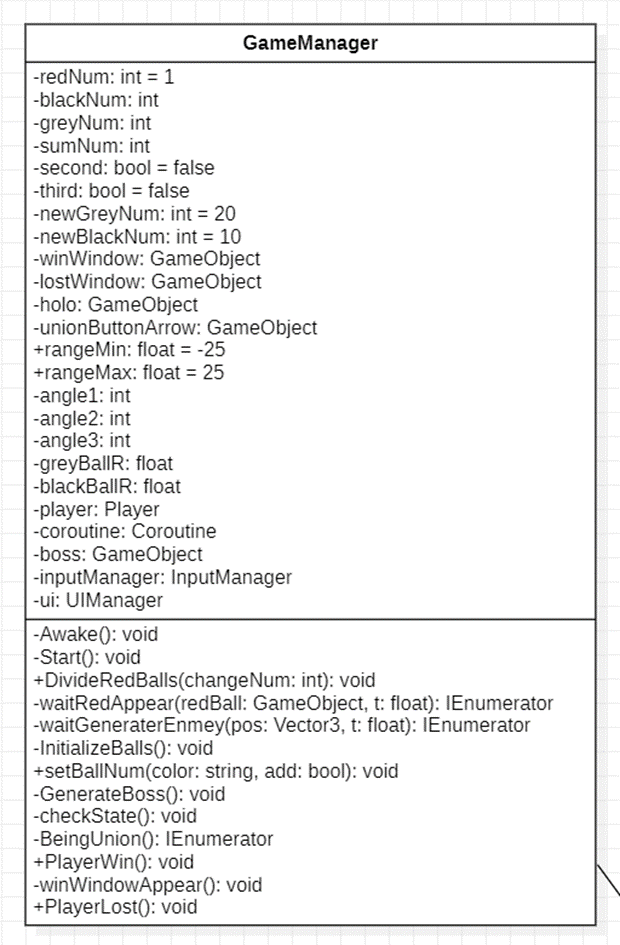 GameManager
-redNum: int = 1
-blackNum: int
-greyNum: int
-sumNum: int
-second: bool = false
-third: bool = false
-newGreyNum: int = 20
-newBlackNum: int = 10
-winWindow: GameObject
-lostWindow: GameObject
-holo: GameObject
-unionButtonArrow: GameObject
+rangeMin: float = -25
+rangeMax: float = 25
-angle1: int
-angle2: int
-angle3: int
-greyBallR: float
-blackBallR: float
-player: Player
-coroutine: Coroutine
-boss: GameObject
-inputManager: InputManager
-ui: UIManager
-Awake(): void
-Start(): void
+DivideRedBalls(changeNum: int): void
-waitRedAppear(redBall: GameObject, t: float): IEnumerator
-waitGeneraterEnmey(pos: Vector3, t: float): IEnumerator
-InitializeBalls(): void
+setBallNum(color: string, add: bool): void
-GenerateBoss(): void
-checkState(): void
-BeingUnion(): IEnumerator
+PlayerWin(): void
-winWindowAppear(): void
+PlayerLost(): void